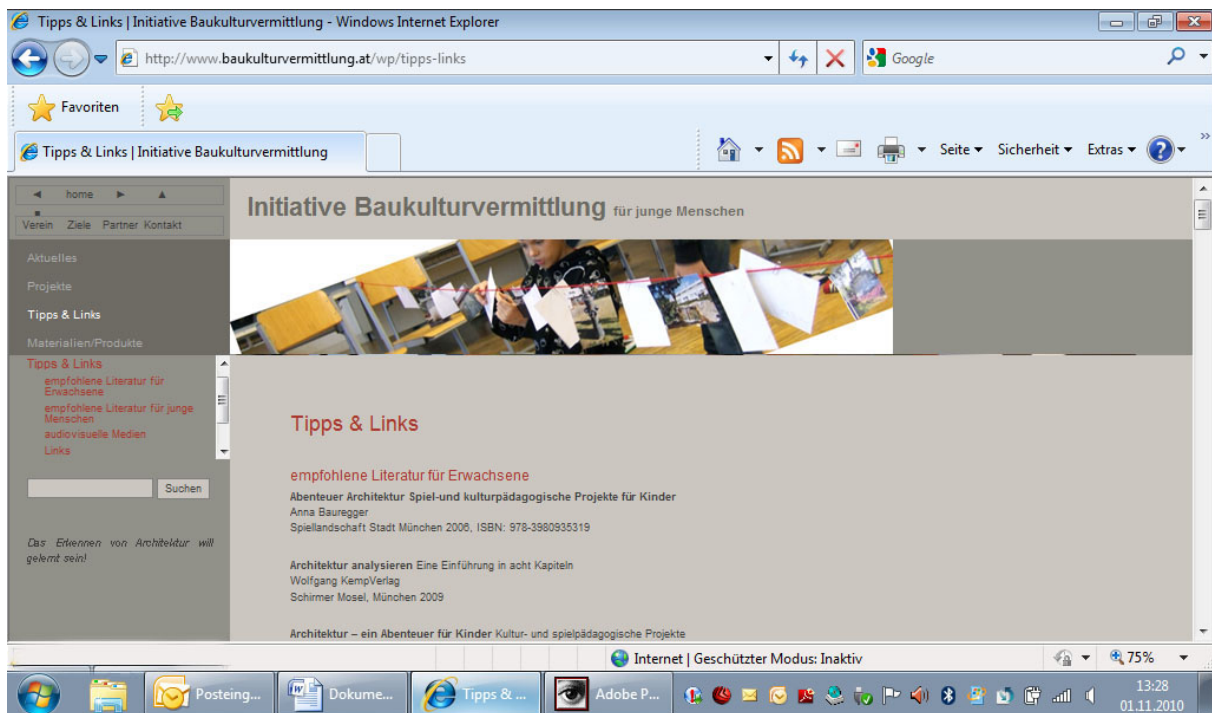 Tipps & Links | Initiative Baukulturvermittlung - Windows Internet Explorer
http://www.baukulturvermittlung.at/wp/tipps-links
Google
Favoriten
Tipps & Links | Initiative Baukulturvermittlung
Seite Sicherheit Extras
home
Verein Ziele Partner Kontakt
Initiative Baukulturvermittlung für junge Menschen
Aktuelles
Projekte
Tipps & Links
Materialien/Produkte
Tipps & Links
empfohlene Literatur für
Erwachsene
empfohlene Literatur für junge
Menschen
audiovisuelle Medien
Links
Suchen
Das Erkennen von Architektur will
gelernt sein!
Tipps & Links
empfohlene Literatur für Erwachsene
Abenteuer Architektur Spiel-und kulturpädagogische Projekte für Kinder
Anna Bauregger
Spiellandschaft Stadt München 2006, ISBN: 978-3980935319
Architektur analysieren Eine Einführung in acht Kapiteln
Wolfgang KempVerlag
Schirmer Mosel, München 2009
Architektur – ein Abenteuer für Kinder Kultur- und spielpädagogische Projekte
Internet | Geschützter Modus: Inaktiv
75%
Posteing...
Dokume...
Tipps & ...
Adobe P...
13:28
01.11.2010